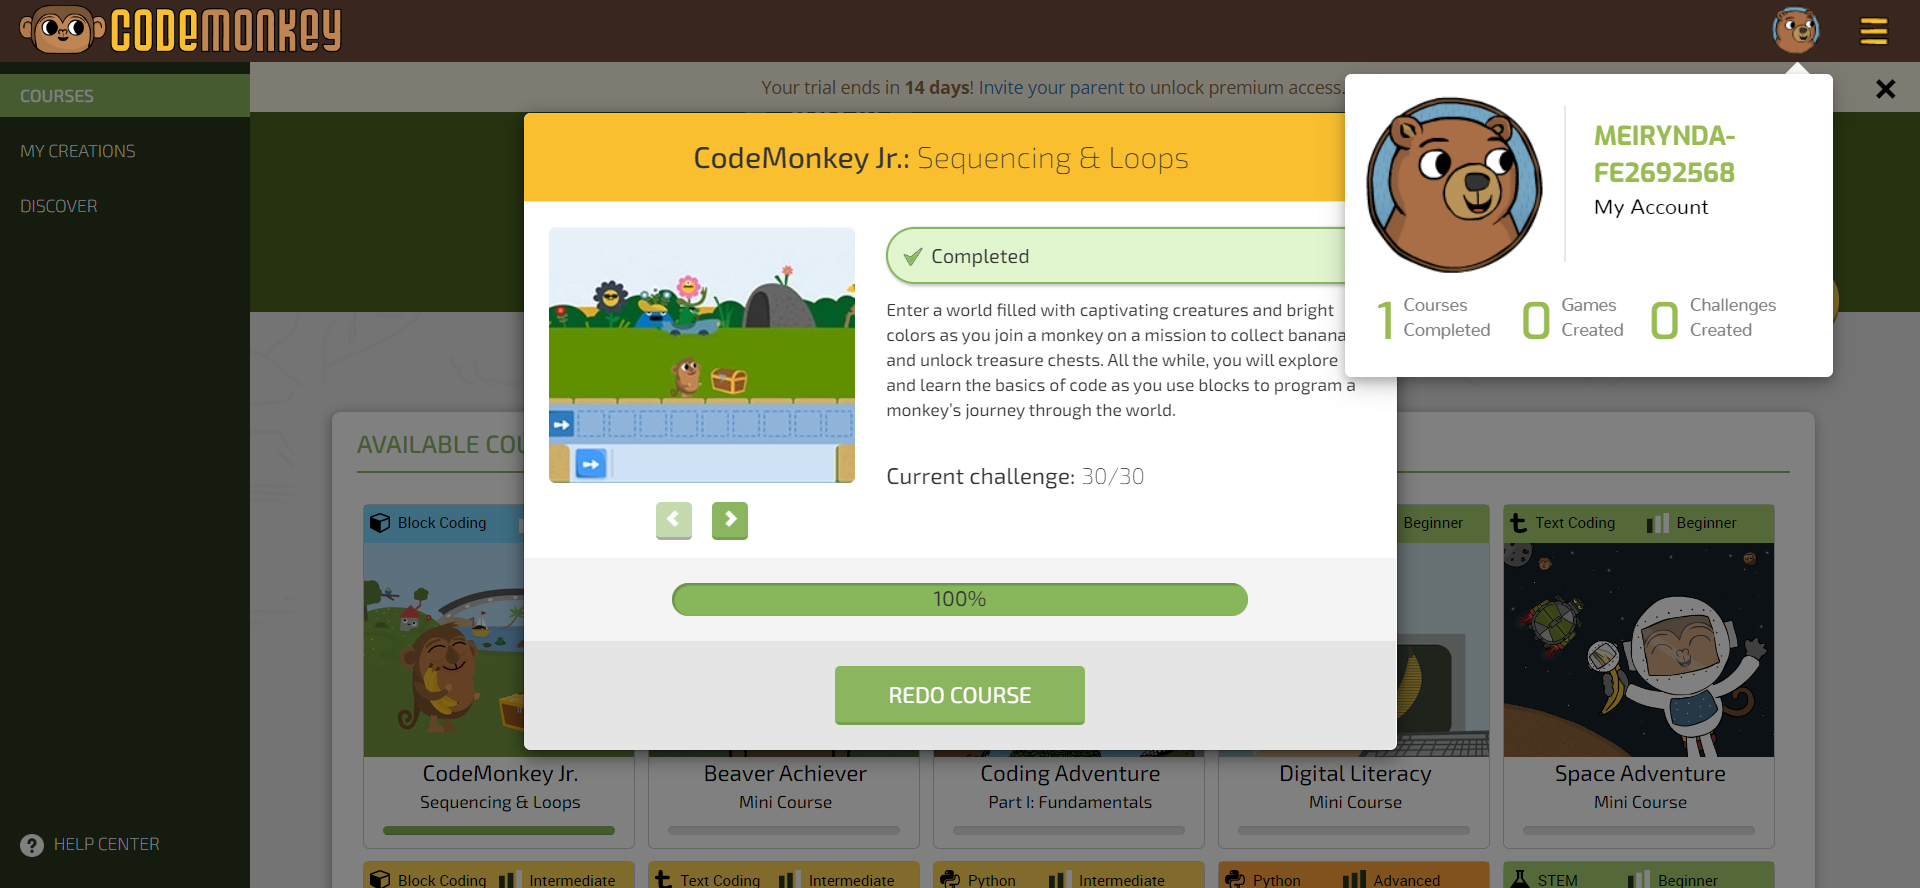 CODEMONKEY
COURSES
MY CREATIONS
DISCOVER
HELP CENTER
Your trial ends in 14 days! Invite your parent to unlock premium access.
MEIRYNDA-
FE2692568
My Account
1 Courses Completed
0 Games Created
0 Challenges Created
CodeMonkey Jr.: Sequencing & Loops
Completed
Enter a world filled with captivating creatures and bright
colors as you join a monkey on a mission to collect banana
and unlock treasure chests. All the while, you will explore
and learn the basics of code as you use blocks to program a
monkey's journey through the world.
Current challenge: 30/30
100%
REDO COURSE
AVAILABLE COU
Block Coding
Beginner
Text Coding Beginner
CodeMonkey Jr.
Sequencing & Loops
Beaver Achiever
Mini Course
Coding Adventure
Part I: Fundamentals
Digital Literacy
Mini Course
Space Adventure
Mini Course
Block Coding Intermediate
Text Coding Intermediate
Python Intermediate
Python Advanced
STEM Beginner